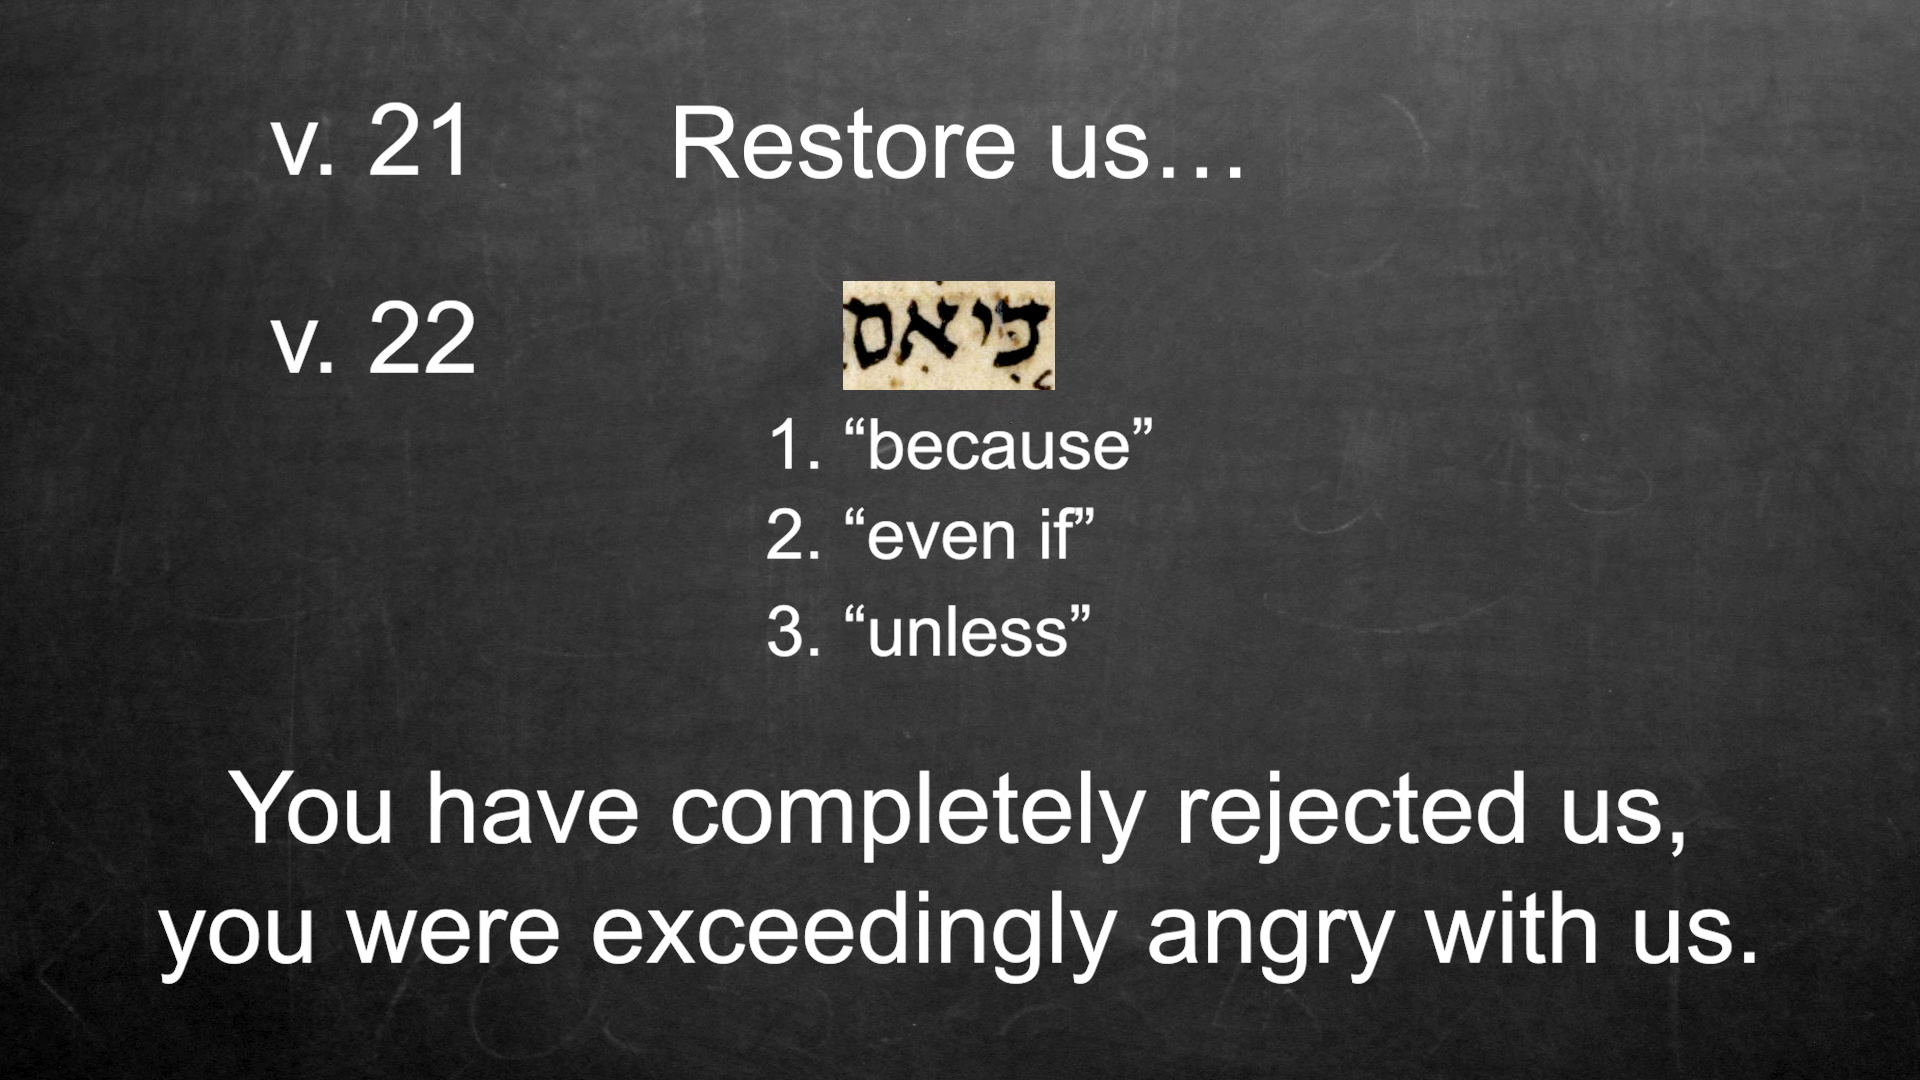 v. 21 Restore us…
v. 22 כִּי אִם
1. “because”
2. “even if”
3. “unless”
You have completely rejected us,
you were exceedingly angry with us.